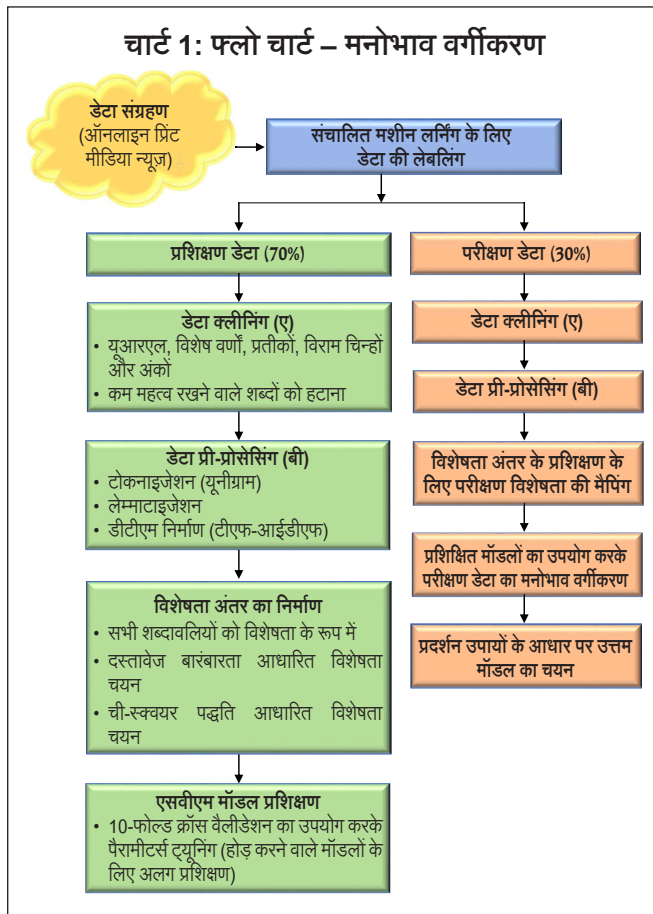 चार्ट 1: फ्लो चार्ट – मनोभाव वर्गीकरण
डेटा संग्रहण
(ऑनलाइन प्रिंट
मीडिया न्यूज़)
संचालित मशीन लर्निंग के लिए
डेटा की लेबलिंग
प्रशिक्षण डेटा (70%)
डेटा क्लीनिंग (ए)
• यूआरएल, विशेष वर्णों, प्रतीकों, विराम चिन्हों
और अंकों
• कम महत्व रखने वाले शब्दों को हटाना
डेटा प्री-प्रोसेसिंग (बी)
• टोकनाइजेशन (यूनीग्राम)
• लेम्माटाइजेशन
• डीटीएम निर्माण (टीएफ-आईडीएफ)
विशेषता अंतर का निर्माण
• सभी शब्दावलियों को विशेषता के रूप में
• दस्तावेज बारंबारता आधारित विशेषता
चयन
• ची-स्क्वयर पद्धति आधारित विशेषता
चयन
एसवीएम मॉडल प्रशिक्षण
• 10-फोल्ड क्रॉस वैलीडेशन का उपयोग करके
पैरामीटर्स ट्यूनिंग (होड़ करने वाले मॉडलों के
लिए अलग प्रशिक्षण)
परीक्षण डेटा (30%)
डेटा क्लीनिंग (ए)
डेटा प्री-प्रोसेसिंग (बी)
विशेषता अंतर के प्रशिक्षण के
लिए परीक्षण विशेषता की मैपिंग
प्रशिक्षित मॉडलों का उपयोग करके
परीक्षण डेटा का मनोभाव वर्गीकरण
प्रदर्शन उपायों के आधार पर उत्तम
मॉडल का चयन